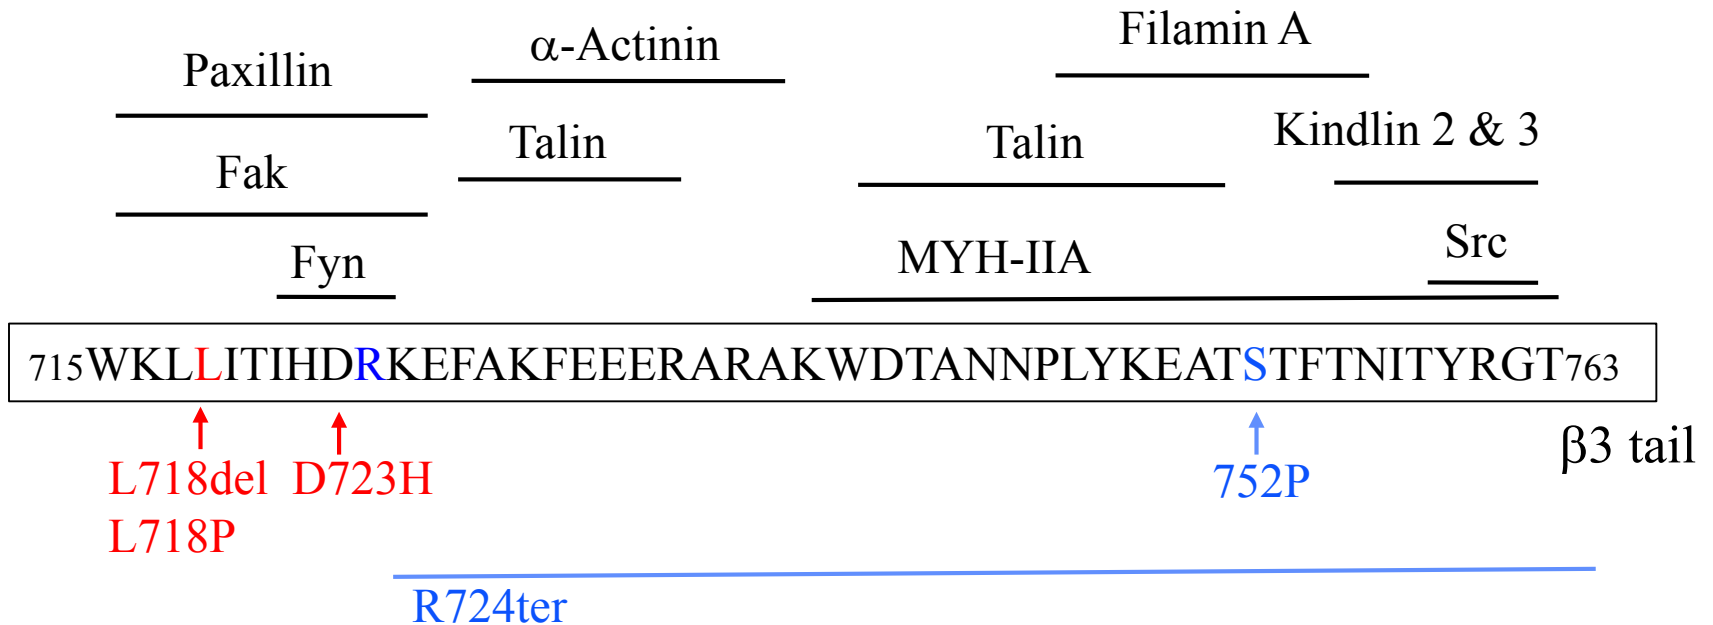 Filamin A
α-Actinin
Paxillin
Kindlin 2 & 3
Talin
Talin
Fak
Src
MYH-IIA
Fyn
715WKLLITIHDRKEFAKFEEERARAKWDTANNPLYKEATSTFTNITYRGT763
β3 tail
L718del D723H
752P
L718P
R724ter